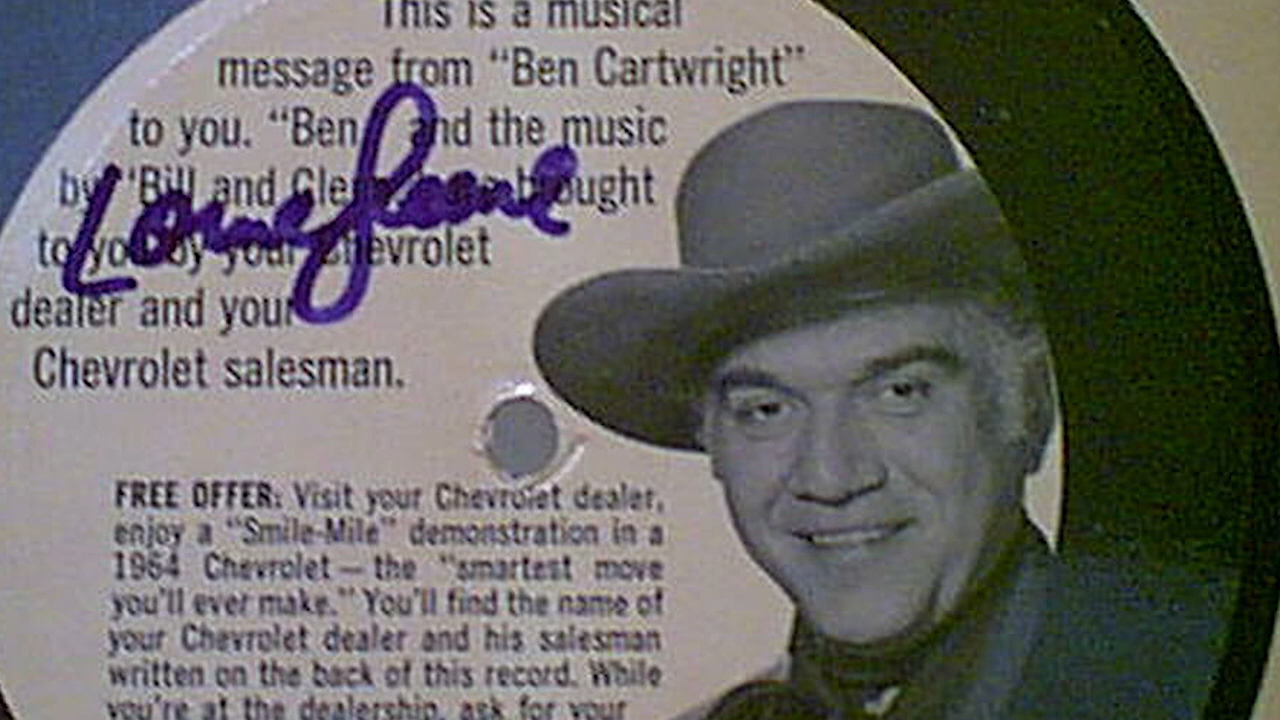 This is a musical
message from "Ben Cartwright"
to you. "Ben and the music
by "Bill and Glenn brought
to you by your Chevrolet
dealer and your
Chevrolet salesman.
Lorne Greene
FREE OFFER: Visit your Chevrolet dealer,
enjoy a "Smile-Mile" demonstration in a
1964 Chevrolet — the "smartest move
you'll ever make." You'll find the name of
your Chevrolet dealer and his salesman
written on the back of this record. While
you're at the dealership, ask for your